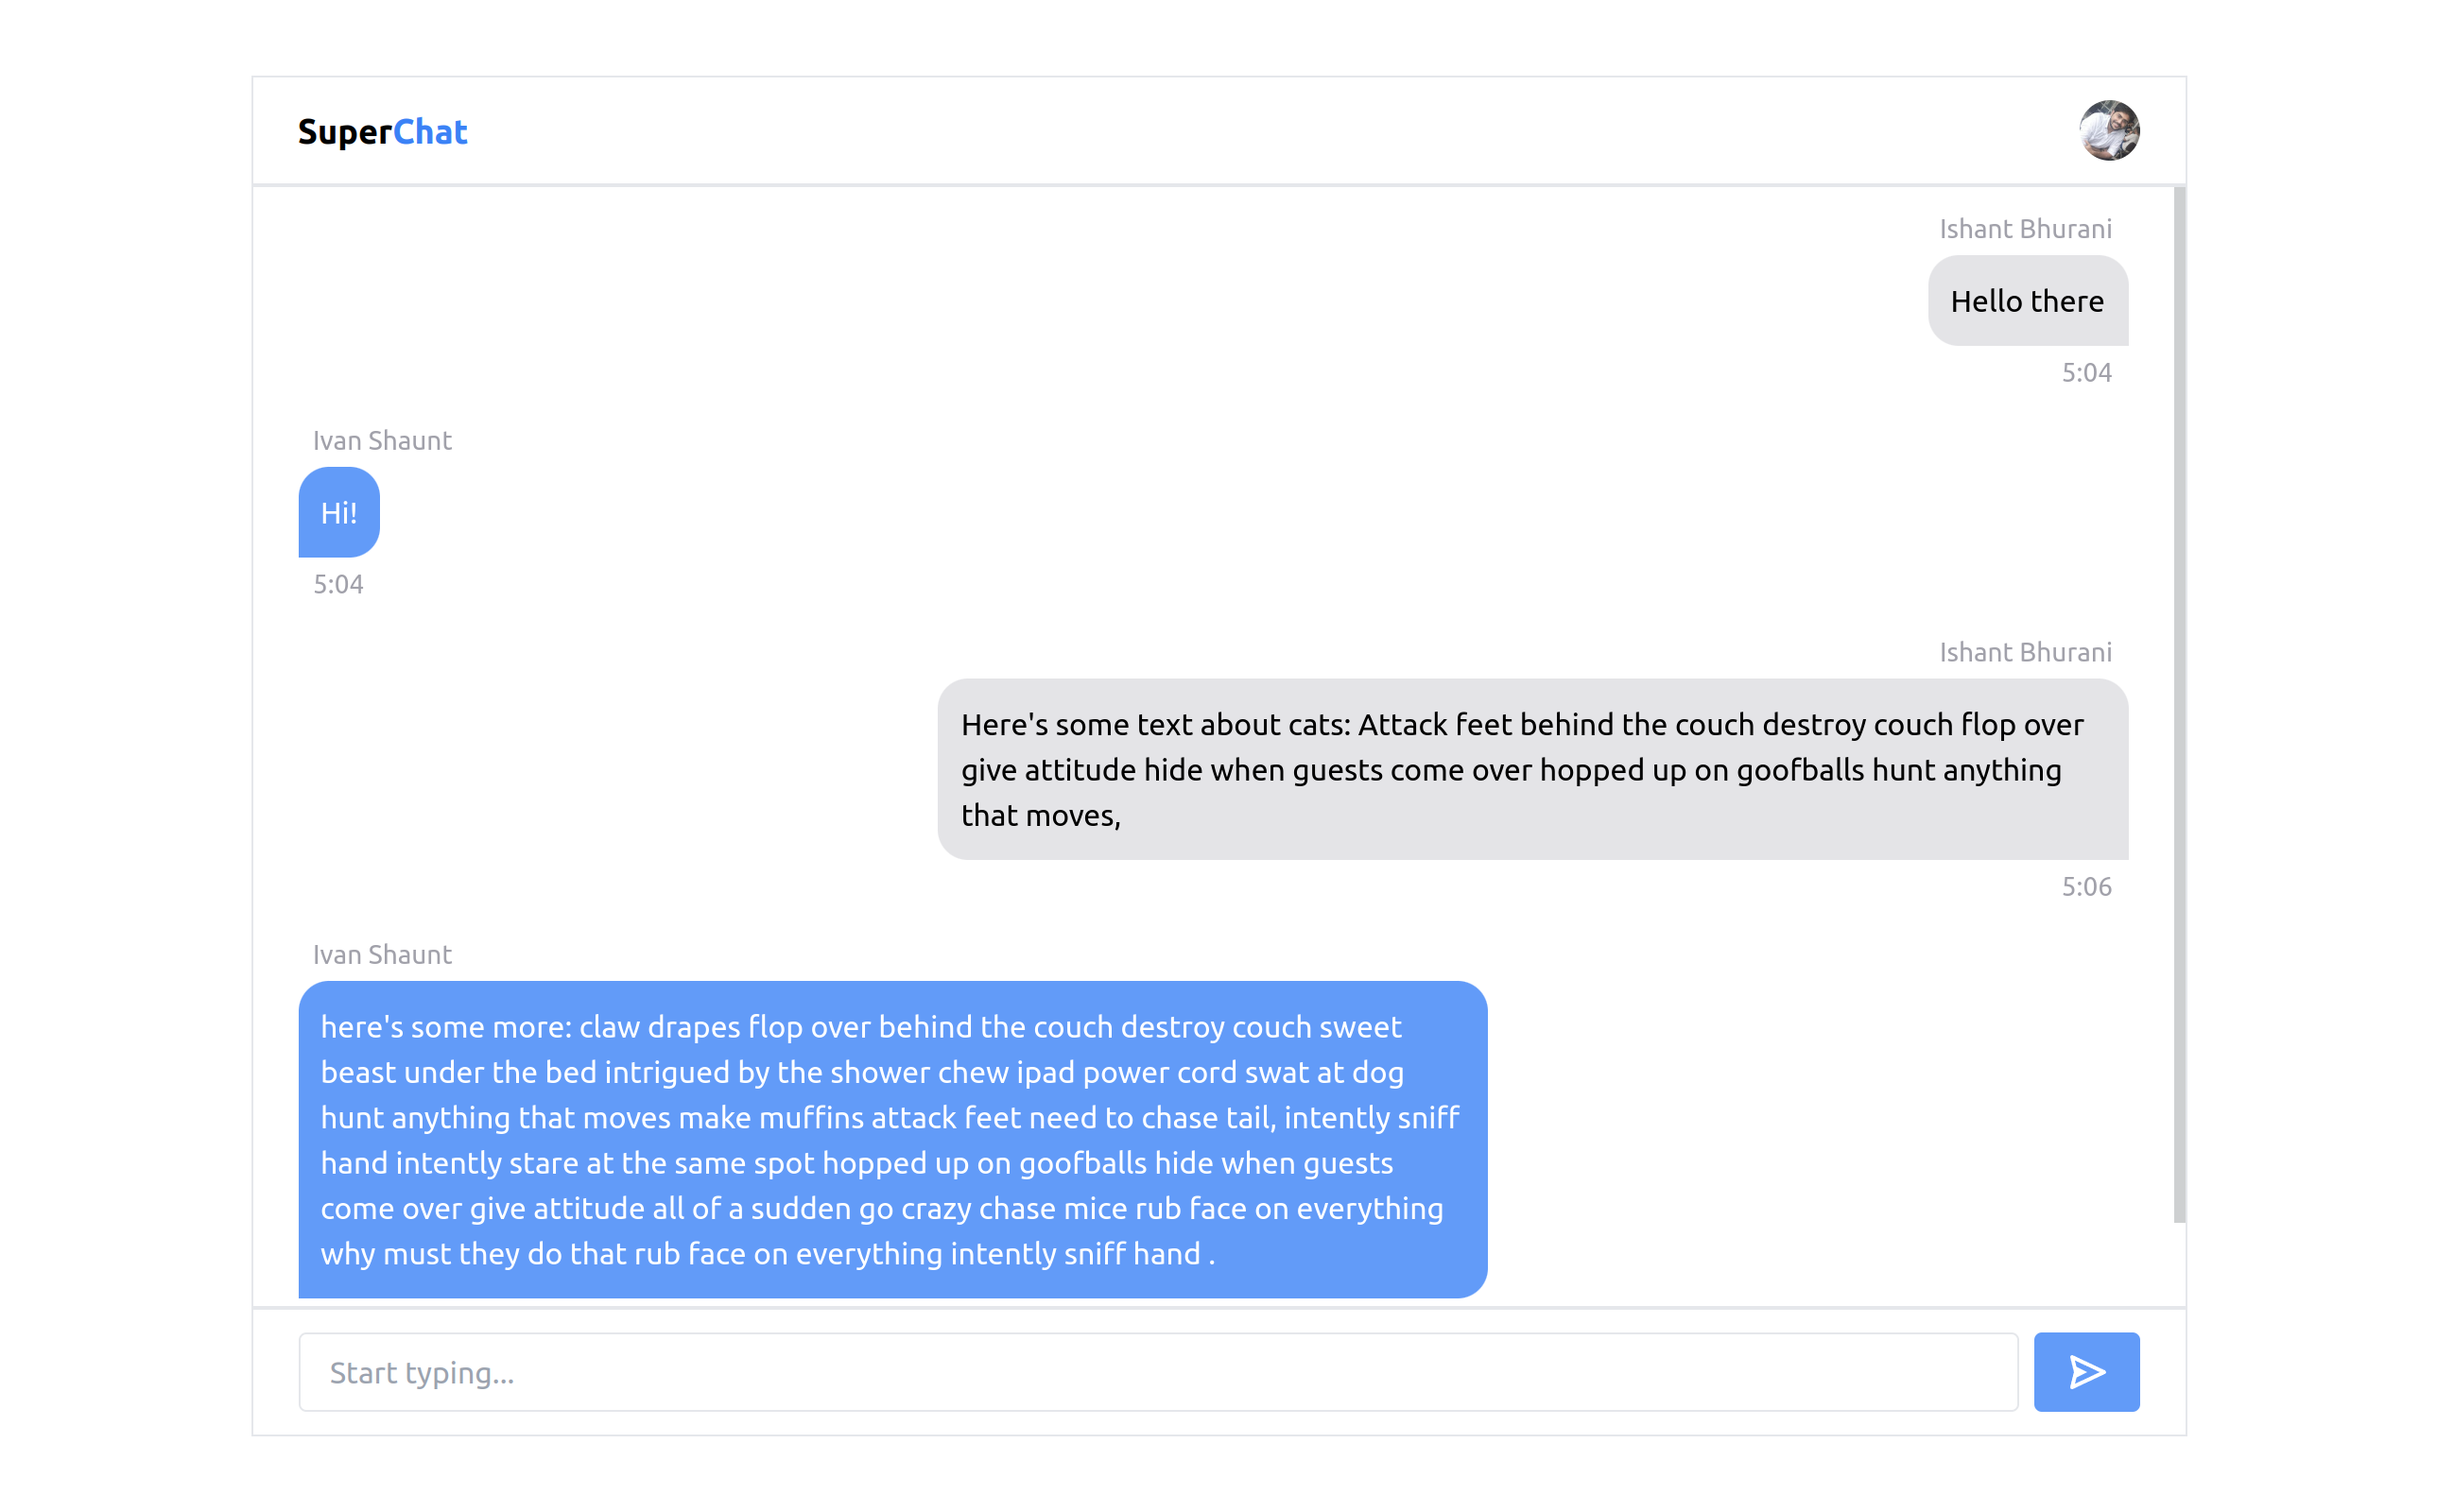 SuperChat
Ishant Bhurani
Hello there
5:04
Ivan Shaunt
Hi!
5:04
Ishant Bhurani
Here's some text about cats: Attack feet behind the couch destroy couch flop over
give attitude hide when guests come over hopped up on goofballs hunt anything
that moves,
5:06
Ivan Shaunt
here's some more: claw drapes flop over behind the couch destroy couch sweet
beast under the bed intrigued by the shower chew ipad power cord swat at dog
hunt anything that moves make muffins attack feet need to chase tail, intently sniff
hand intently stare at the same spot hopped up on goofballs hide when guests
come over give attitude all of a sudden go crazy chase mice rub face on everything
why must they do that rub face on everything intently sniff hand .
Start typing...